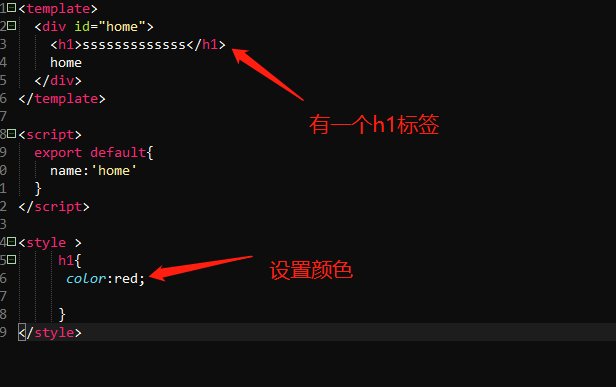 1 <template>
2 <div id="home">
3 <h1>sssssssssssss</h1>
4 home
5 </div>
6 </template>
7
8 <script>
9 export default{
0 name:'home'
1 }
2 </script>
3
4 <style >
5 h1{
6 color:red;
7
8 }
9 </style>
有一个h1标签
设置颜色